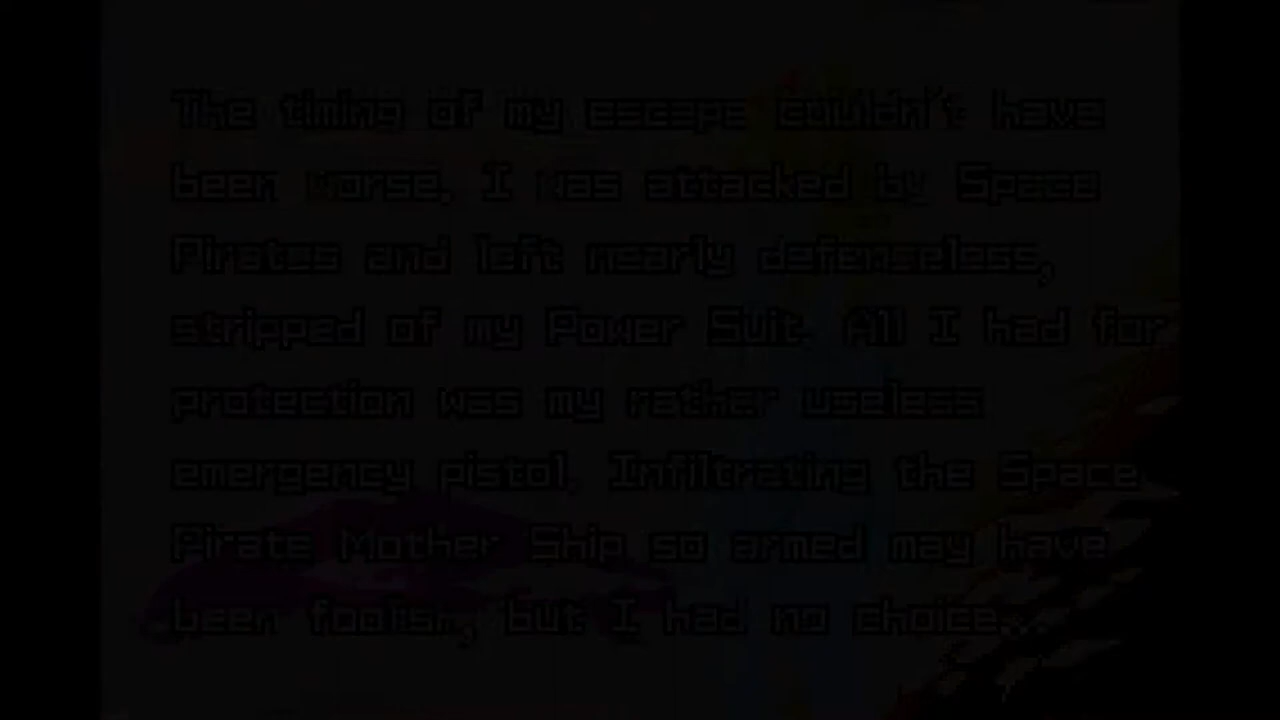 The timing of my escape couldn't have
been worse. I was attacked by Space
Pirates and left nearly defenseless,
stripped of my Power Suit. All I had for
protection was my rather useless
emergency pistol. Infiltrating the Space
Pirate Mother Ship so armed may have
been foolish, but I had no choice...